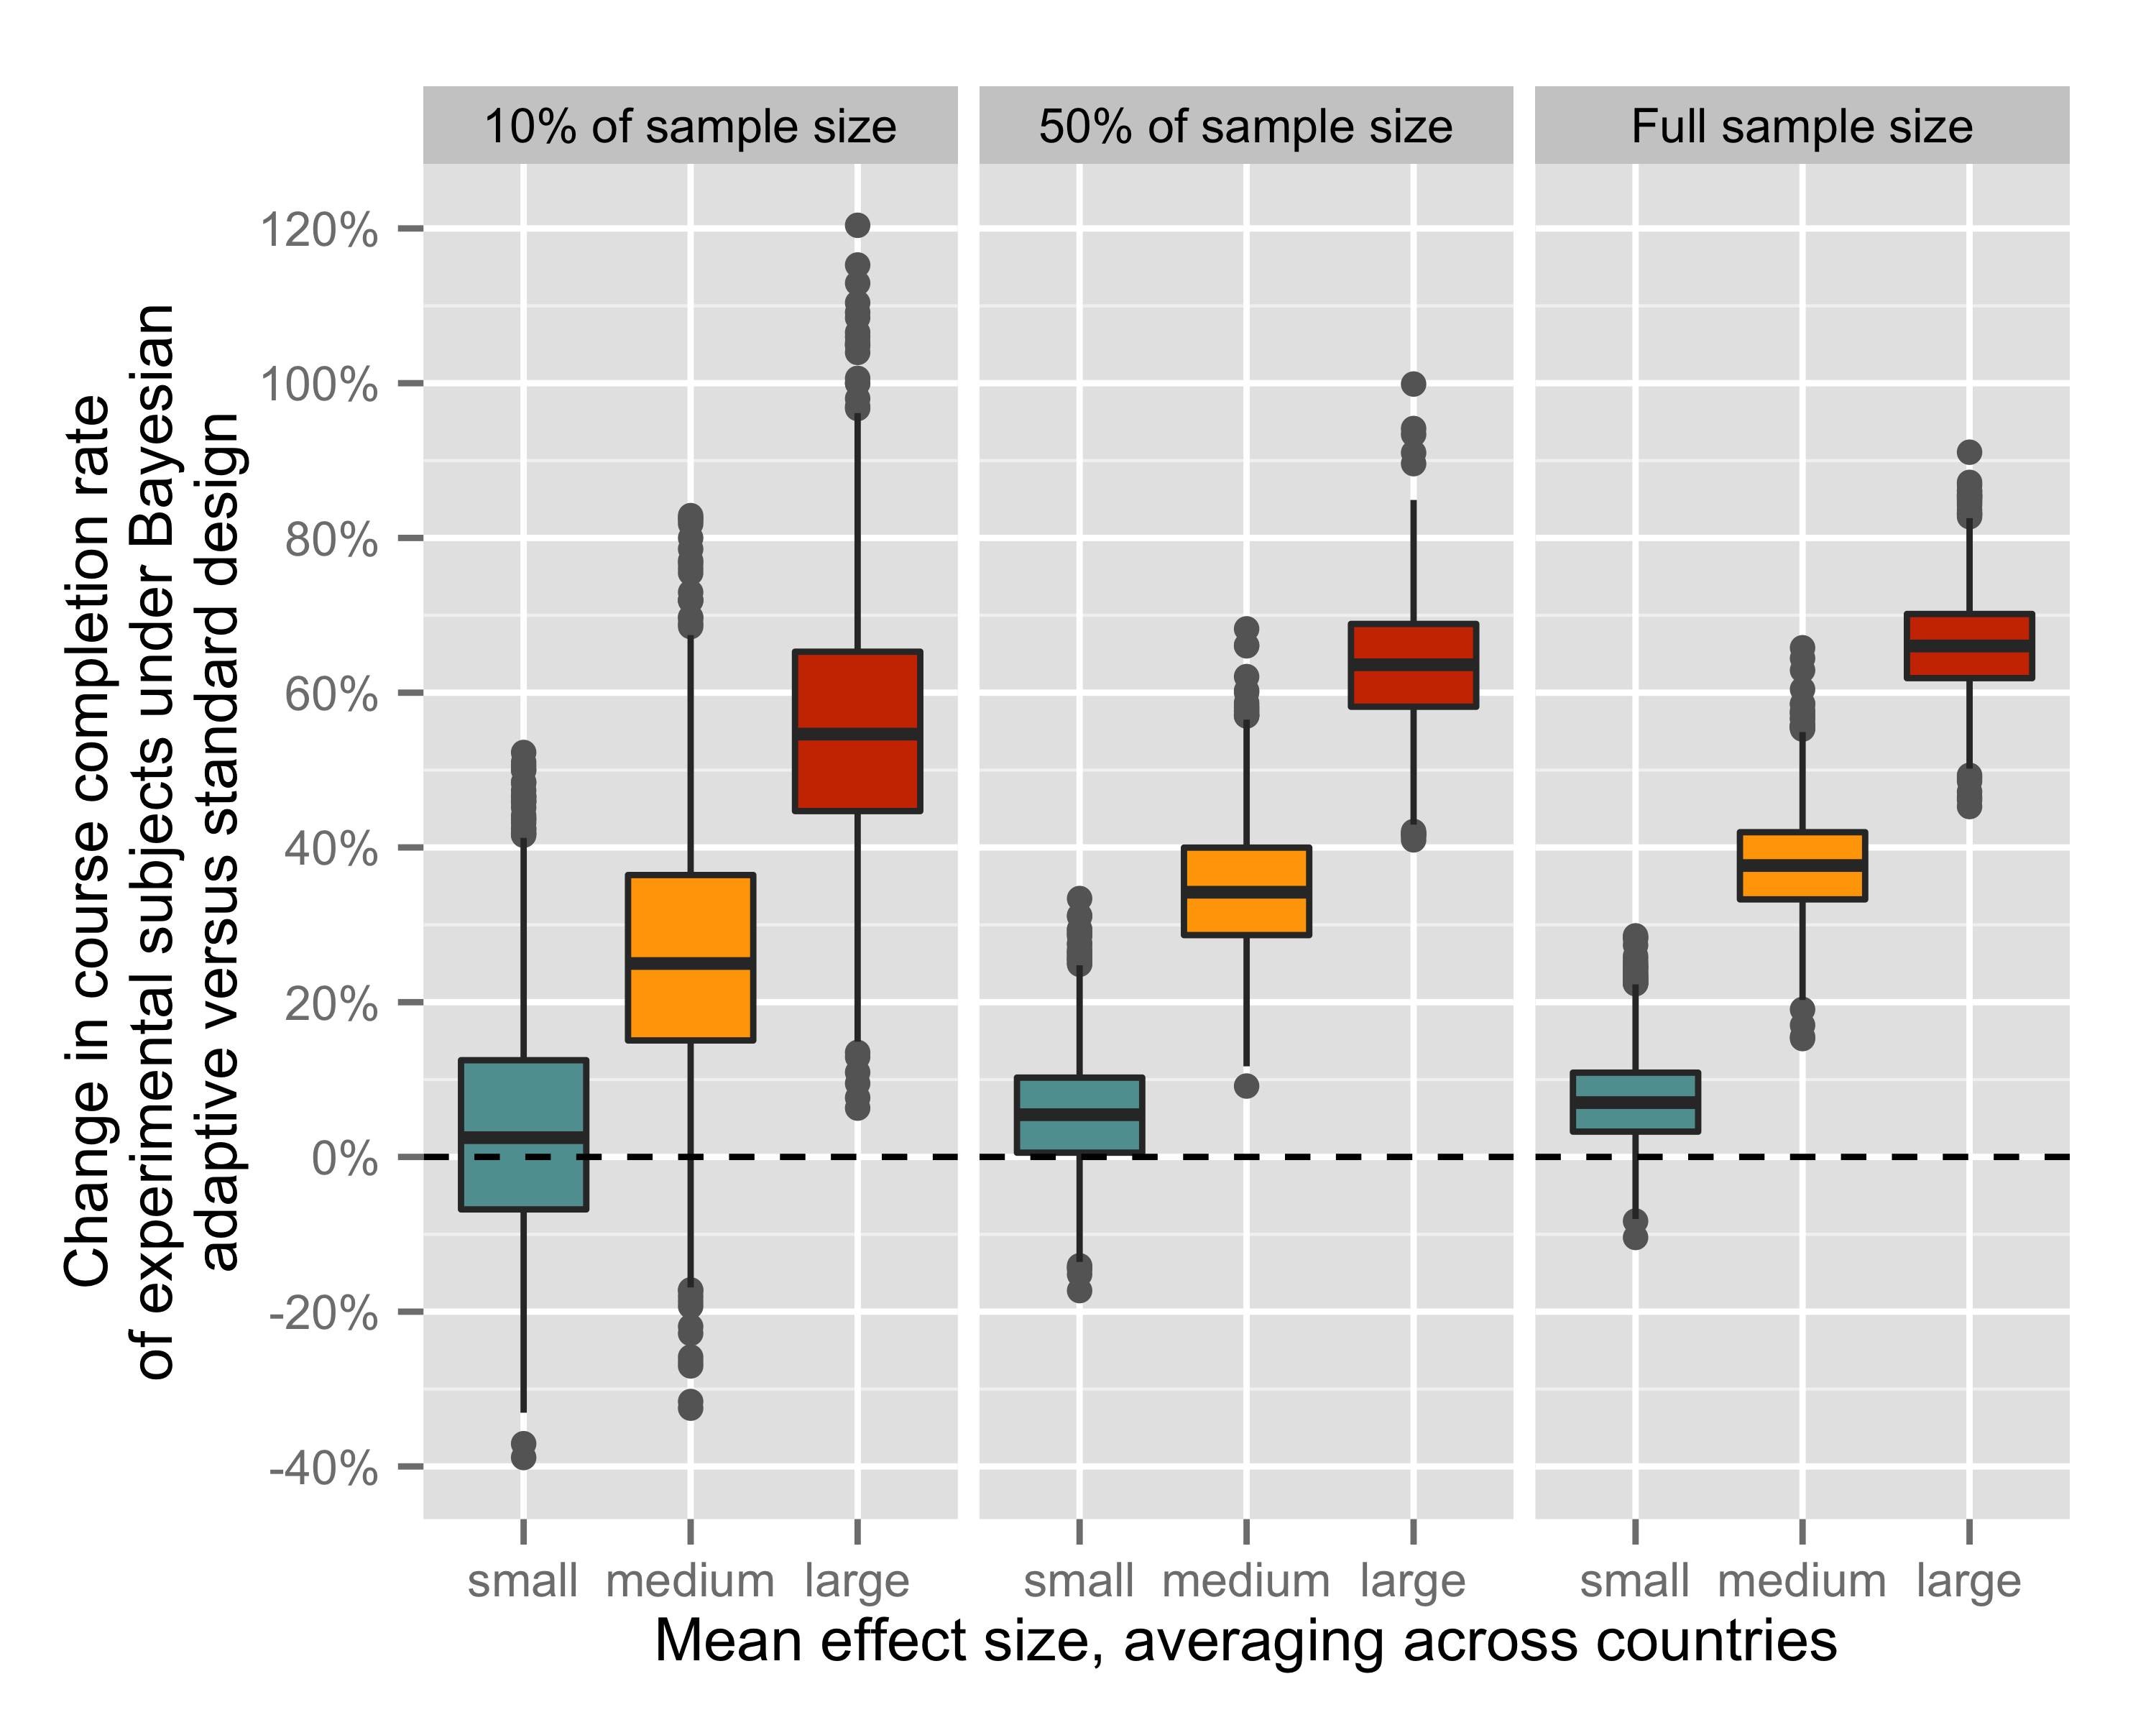 10% of sample size
50% of sample size
Full sample size
120%
100%
80%
60%
40%
20%
0%
-20%
-40%
Change in course completion rate
of experimental subjects under Bayesian
adaptive versus standard design
small medium large
small medium large
small medium large
Mean effect size, averaging across countries